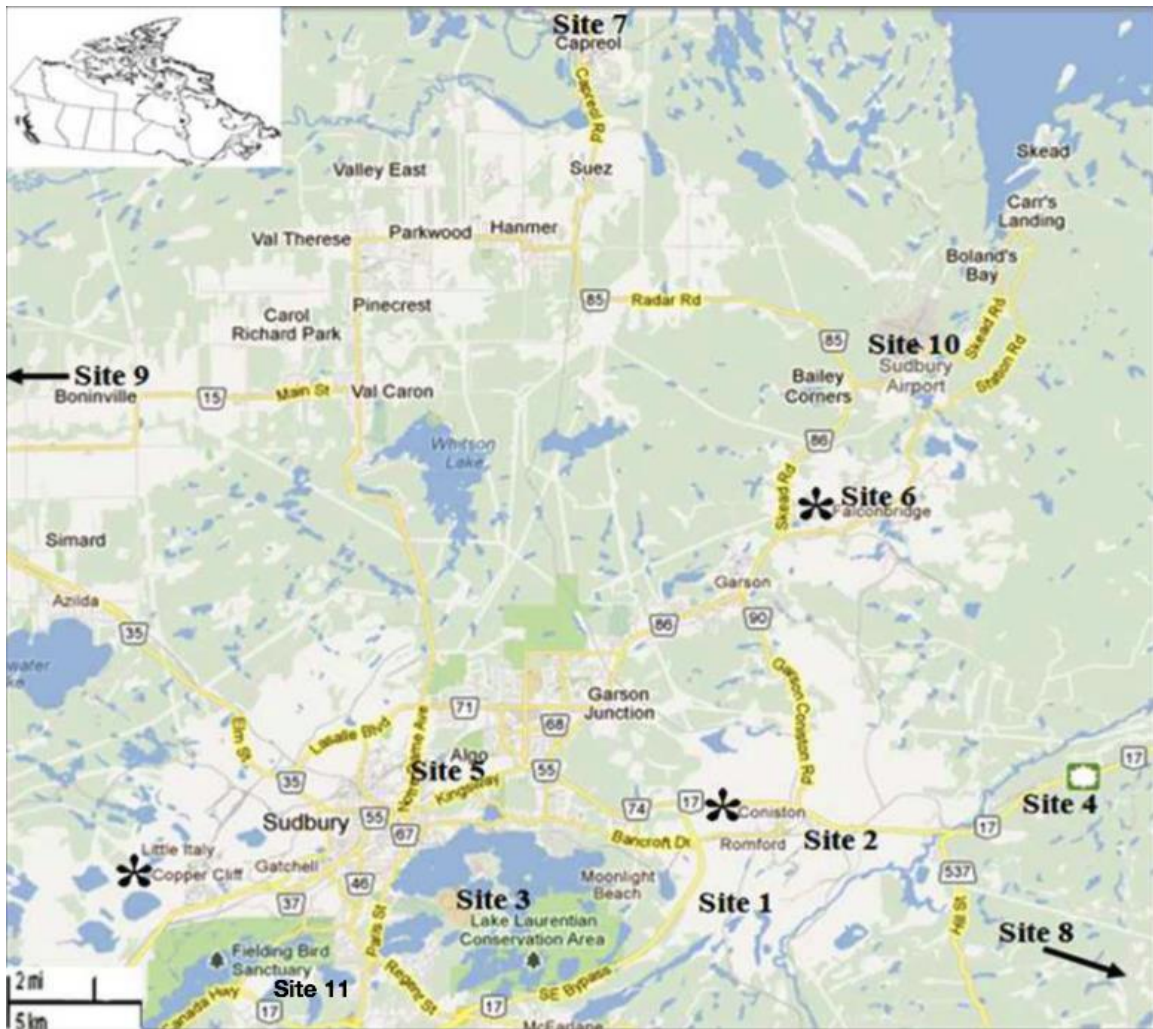 Site 7
Capreol
Capreol Rd
Skead
Valley East
Suez
Carr's
Landing
Val Therese
Parkwood
Hanmer
Boland's
Bay
Pinecrest
85
Radar Rd
Carol
Richard Park
85
Site 10
Skead Rd
Station Rd
Sudbury
Airport
Site 9
Boninville
15
Main St
Val Caron
Bailey
Corners
Whitson
Lake
86
Skead Rd
*
Site 6
Falconbridge
Simard
Garson
Azilda
35
86
90
Garson Coniston Rd
Garson
Junction
71
68
Elm St
Lasalle Blvd
Notre Dame Ave
Algo
Site 5
Kingsway
55
35
17
Site 4
74
17
*
Coniston
Sudbury
55
67
Bancroft Dr
Romford
Site 2
17
Little Italy
Copper Cliff
*
Gatchell
46
Moonlight
Beach
537
37
Site 3
Site 1
Lake Laurentian
Conservation Area
Hill St
Paris St
Site 8
Fielding Bird
Sanctuary
Site 11
Regent St
SE Bypass
2 mi
5 km
17
17
McFarlane